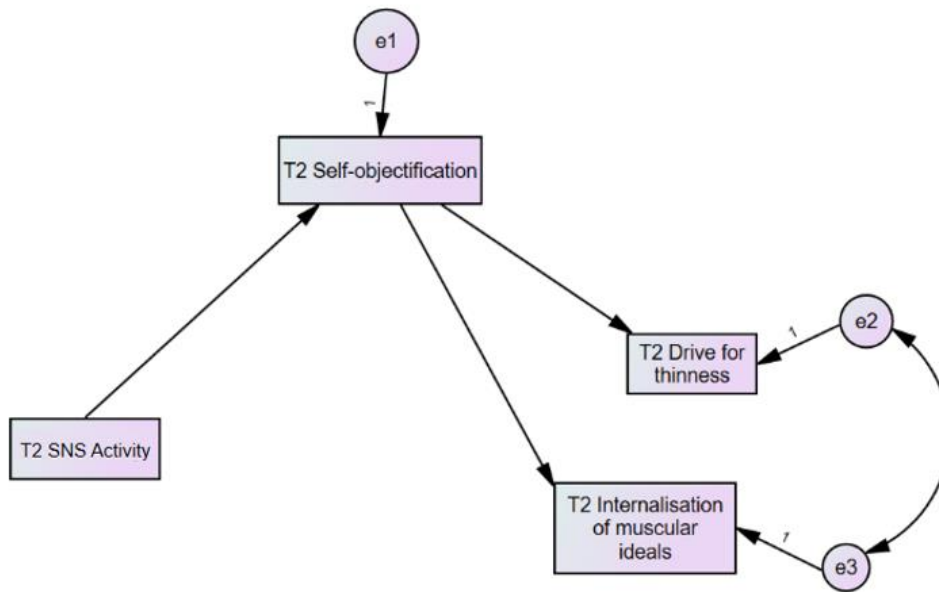 e1
1
T2 Self-objectification
e2
1
T2 Drive for
thinness
T2 SNS Activity
T2 Internalisation
of muscular
ideals
1
e3